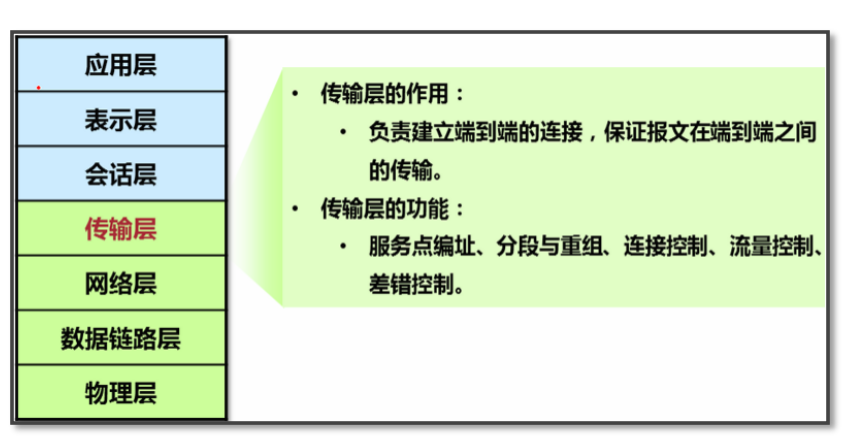 应用层
表示层
会话层
传输层
网络层
数据链路层
物理层
• 传输层的作用：
• 负责建立端到端的连接，保证报文在端到端之间
的传输。
• 传输层的功能：
• 服务点编址、分段与重组、连接控制、流量控制、
差错控制。